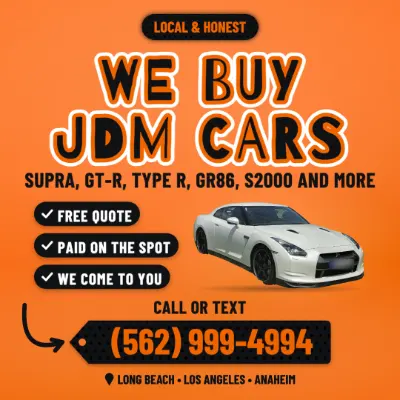 LOCAL & HONEST
WE BUY
JDM CARS
SUPRA, GT-R, TYPE R, GR86, S2000 AND MORE
FREE QUOTE
PAID ON THE SPOT
WE COME TO YOU
CALL OR TEXT
(562) 999-4994
LONG BEACH • LOS ANGELES • ANAHEIM